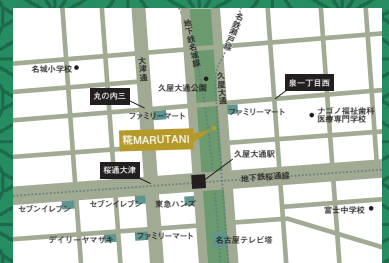 名鉄瀬戸線
地下鉄名城線
大津通
久屋大通
名城小学校
久屋大通公園
泉一丁目西
丸の内三
ファミリーマート
ファミリーマート
ナゴノ福祉歯科
医療専門学校
糀MARUTANI
久屋大通駅
桜通大津
地下鉄桜通線
セブンイレブン
セブンイレブン
東急ハンズ
富士中学校
デイリーヤマザキ
ファミリーマート
名古屋テレビ塔